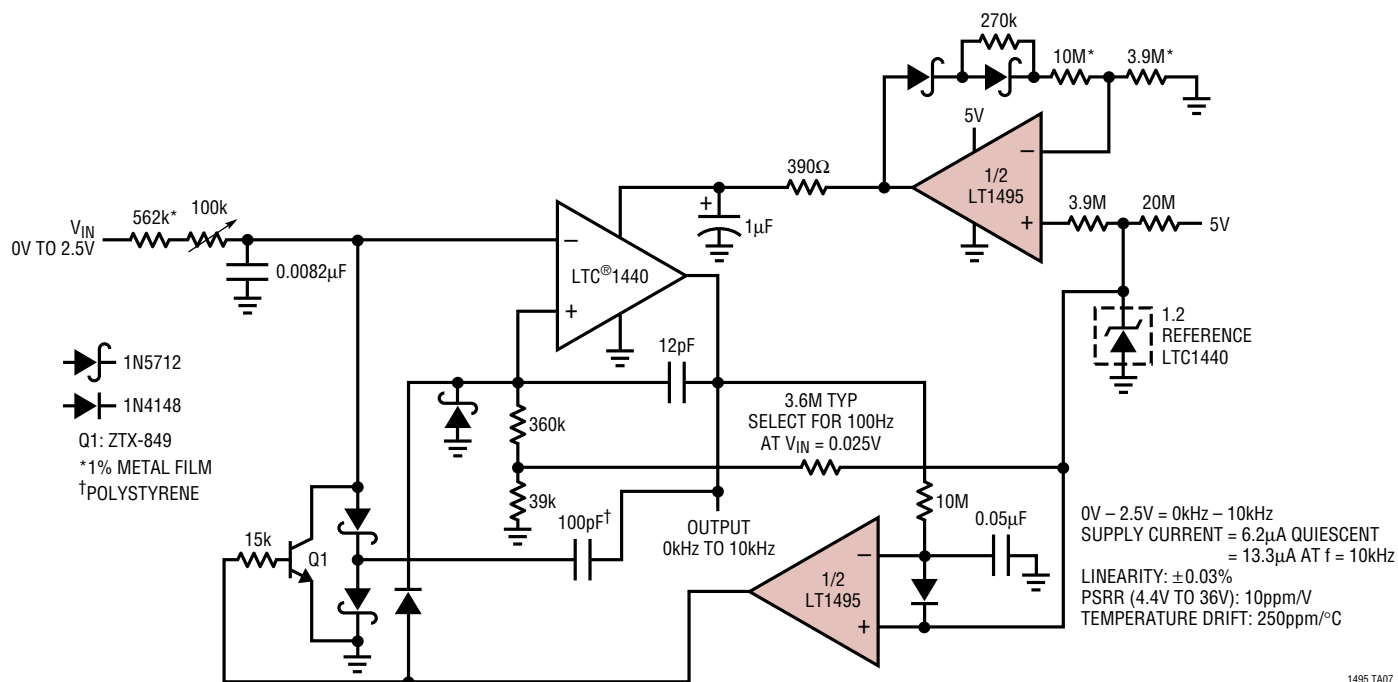 270k
10M*
3.9M*
5V
390Ω
1/2
LT1495
−
+
3.9M
20M
5V
VIN
0V TO 2.5V
562k*
100k
0.0082µF
−
LTC®1440
+
+
1µF
1.2
REFERENCE
LTC1440
12pF
1N5712
1N4148
Q1: ZTX-849
*1% METAL FILM
†POLYSTYRENE
360k
3.6M TYP
SELECT FOR 100Hz
AT VIN = 0.025V
39k
100pF†
OUTPUT
0kHz TO 10kHz
10M
0.05µF
15k
Q1
1/2
LT1495
−
+
0V – 2.5V = 0kHz – 10kHz
SUPPLY CURRENT = 6.2µA QUIESCENT
= 13.3µA AT f = 10kHz
LINEARITY: ±0.03%
PSRR (4.4V TO 36V): 10ppm/V
TEMPERATURE DRIFT: 250ppm/°C
1495 TA07